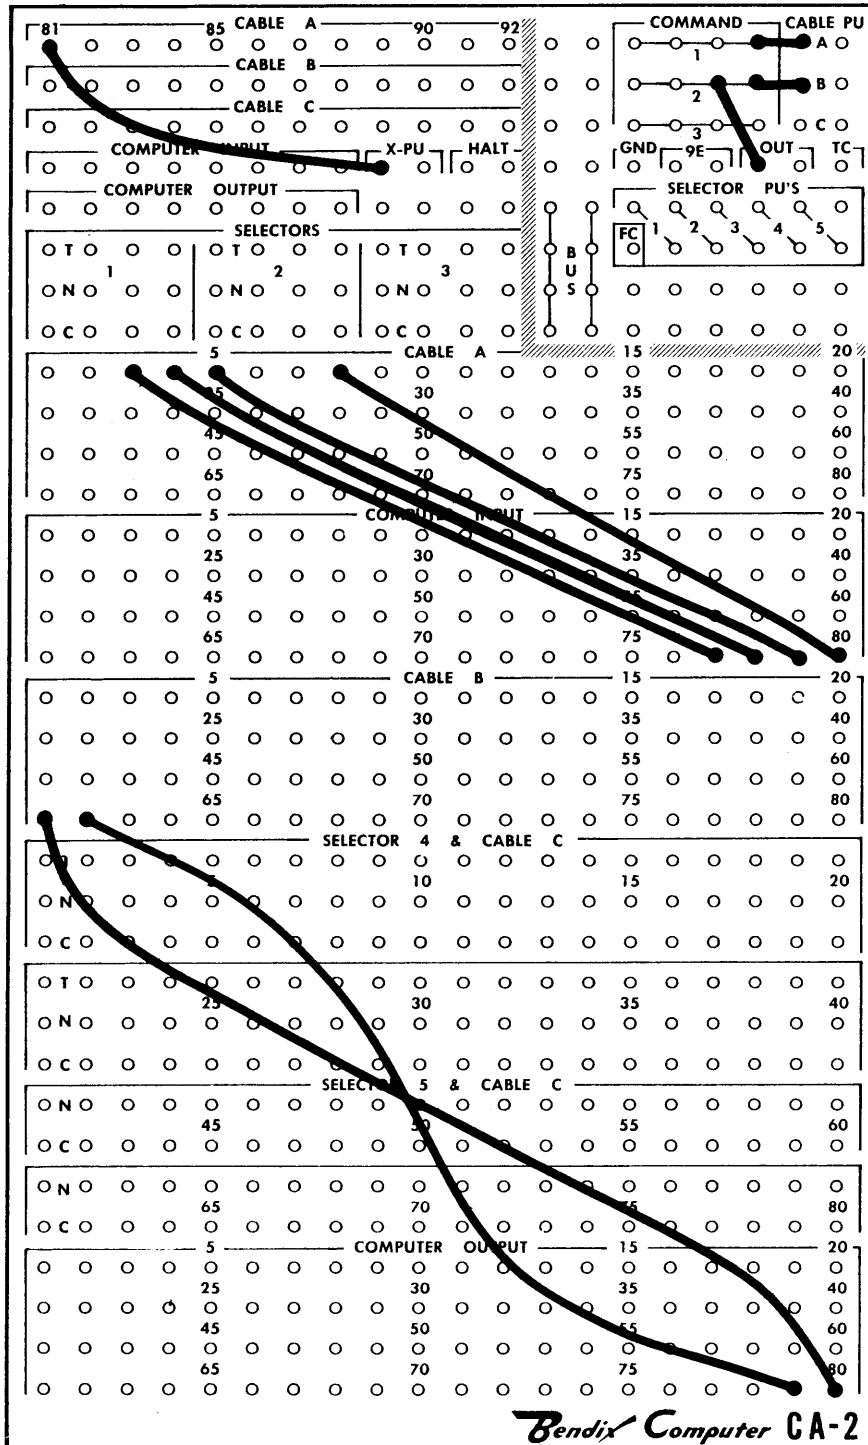 CABLE A COMMAND CABLE PU
81 85 90 92 A
1
CABLE B
2 B
CABLE C
3 C
COMPUTER INPUT X-PU HALT GND 9E OUT TC
COMPUTER OUTPUT SELECTOR PU'S
SELECTORS FC 1 2 3 4 5
T T T B
1 2 3 U
N N N S
C C C
5 CABLE A 15 20
25 30 35 40
45 50 55 60
65 70 75 80
5 COMPUTER INPUT 15 20
25 30 35 40
45 50 55 60
65 70 75 80
5 CABLE B 15 20
25 30 35 40
45 50 55 60
65 70 75 80
SELECTOR 4 & CABLE C
T
5 10 15 20
N
C
T
25 30 35 40
N
C
SELECTOR 5 & CABLE C
N
45 50 55 60
C
N
65 70 75 80
C
5 COMPUTER OUTPUT 15 20
25 30 35 40
45 50 55 60
65 70 75 80
Bendix Computer CA-2